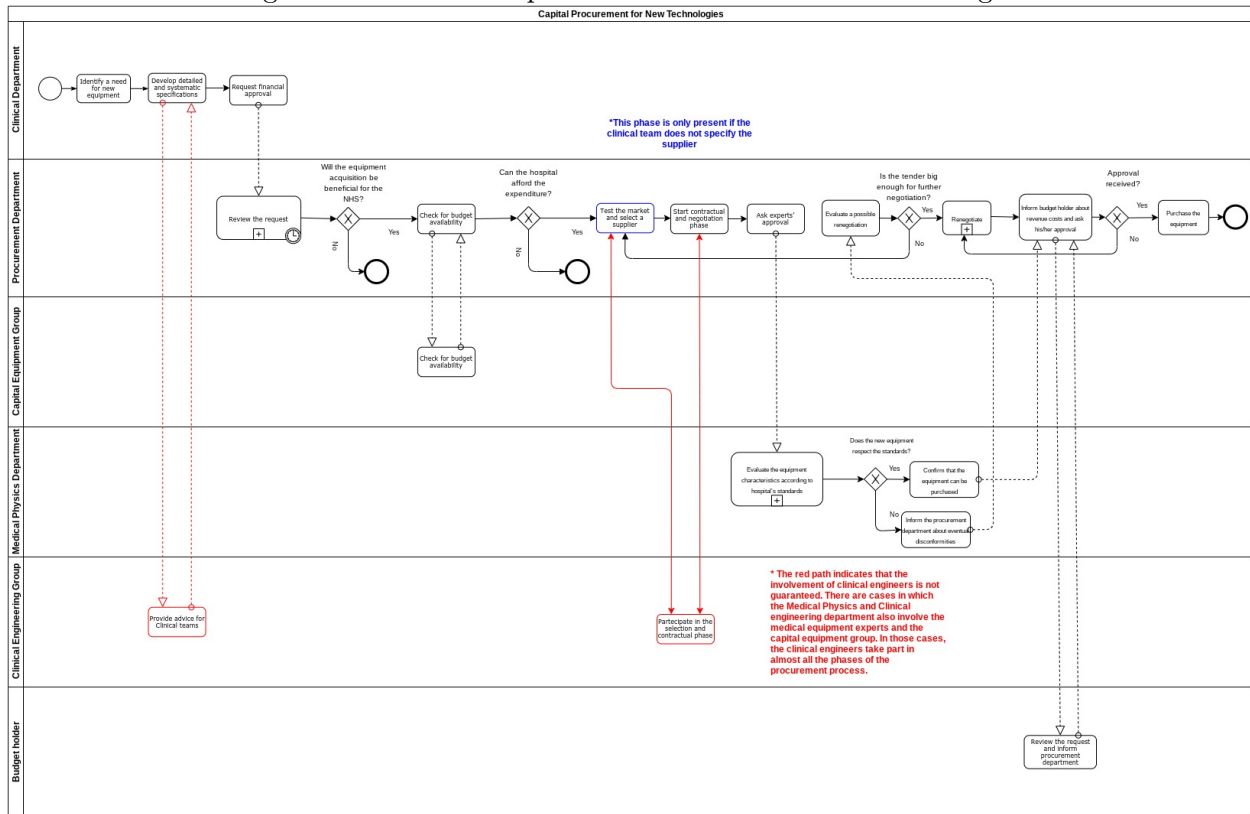 Capital Procurement for New Technologies
Clinical Department
Identify a need
for new
equipment
Develop detailed
and systematic
specifications
Request financial
approval
*This phase is only present if the
clinical team does not specify the
supplier
Procurement Department
Review the request
Will the equipment
acquisition be
beneficial for the
NHS?
No
Yes
Check for budget
availability
Can the hospital
afford the
expenditure?
No
Yes
Test the market
and select a
supplier
Start contractual
and negotiation
phase
Ask experts'
approval
Evaluate a possible
renegotiation
Is the tender big
enough for further
negotiation?
Yes
No
Renegotiate
Inform budget holder about
revenue costs and ask
his/her approval
Approval
received?
Yes
No
Purchase the
equipment
Capital Equipment Group
Check for budget
availability
Medical Physics Department
Evaluate the equipment
characteristics according to
hospital's standards
Does the new equipment
respect the standards?
Yes
No
Confirm that the
equipment can be
purchased
Inform the procurement
department about eventual
disconformities
Clinical Engineering Group
Provide advice for
Clinical teams
Partecipate in the
selection and
contractual phase
* The red path indicates that the
involvement of clinical engineers is not
guaranteed. There are cases in which
the Medical Physics and Clinical
engineering department also involve the
medical equipment experts and the
capital equipment group. In those cases,
the clinical engineers take part in
almost all the phases of the
procurement process.
Budget holder
Review the request
and inform
procurement
department